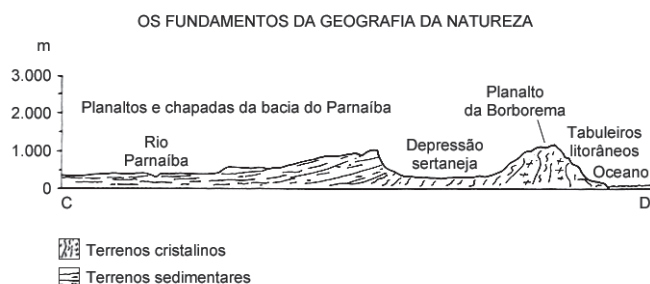 OS FUNDAMENTOS DA GEOGRAFIA DA NATUREZA
m
3.000
2.000
1.000
0
Planaltos e chapadas da bacia do Parnaíba
Rio
Parnaíba
Depressão
sertaneja
Planalto
da Borborema
Tabuleiros
litorâneos
Oceano
C
D
Terrenos cristalinos
Terrenos sedimentares